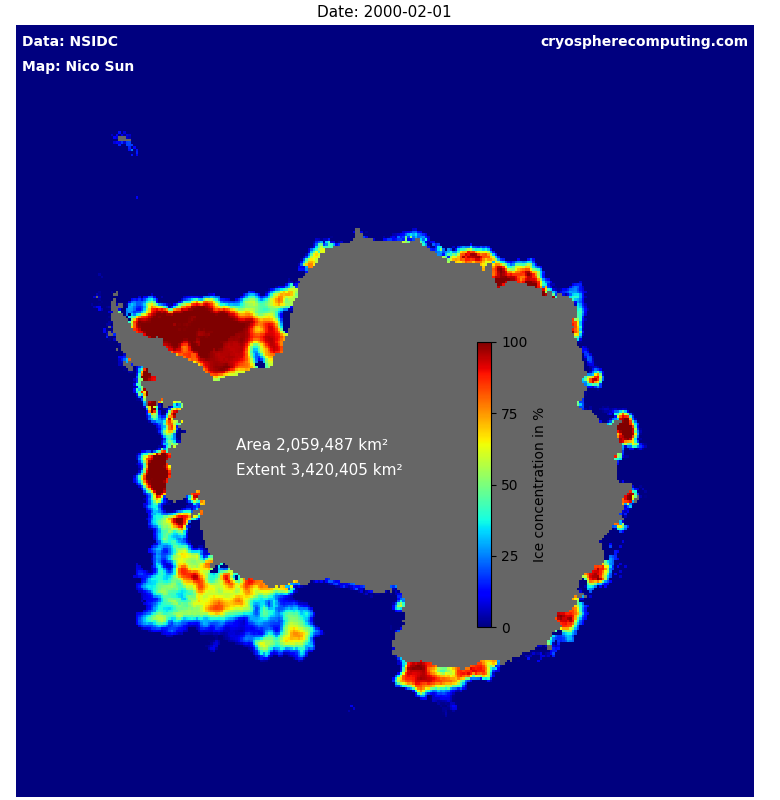 Date: 2000-02-01
Data: NSIDC
cryospherecomputing.com
Map: Nico Sun
100
75
50
25
0
Ice concentration in %
Area 2,059,487 km²
Extent 3,420,405 km²